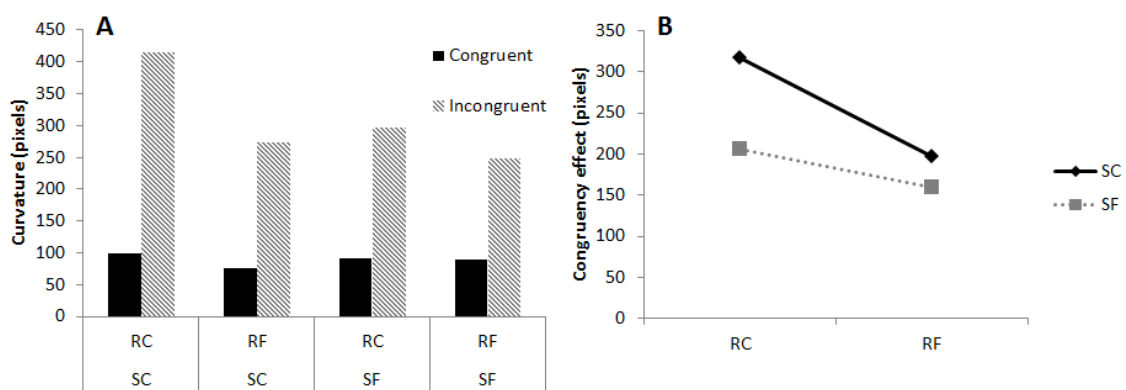 A
Curvature (pixels)
450
400
350
300
250
200
150
100
50
0
Congruent
Incongruent
RC RF RC RF
SC SC SF SF
B
Congruency effect (pixels)
350
300
250
200
150
100
50
0
RC RF
SC
SF